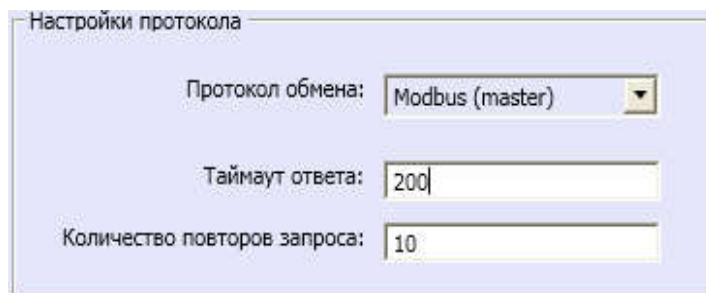 Настройки протокола
Протокол обмена: Modbus (master)
Таймаут ответа: 200
Количество повторов запроса: 10